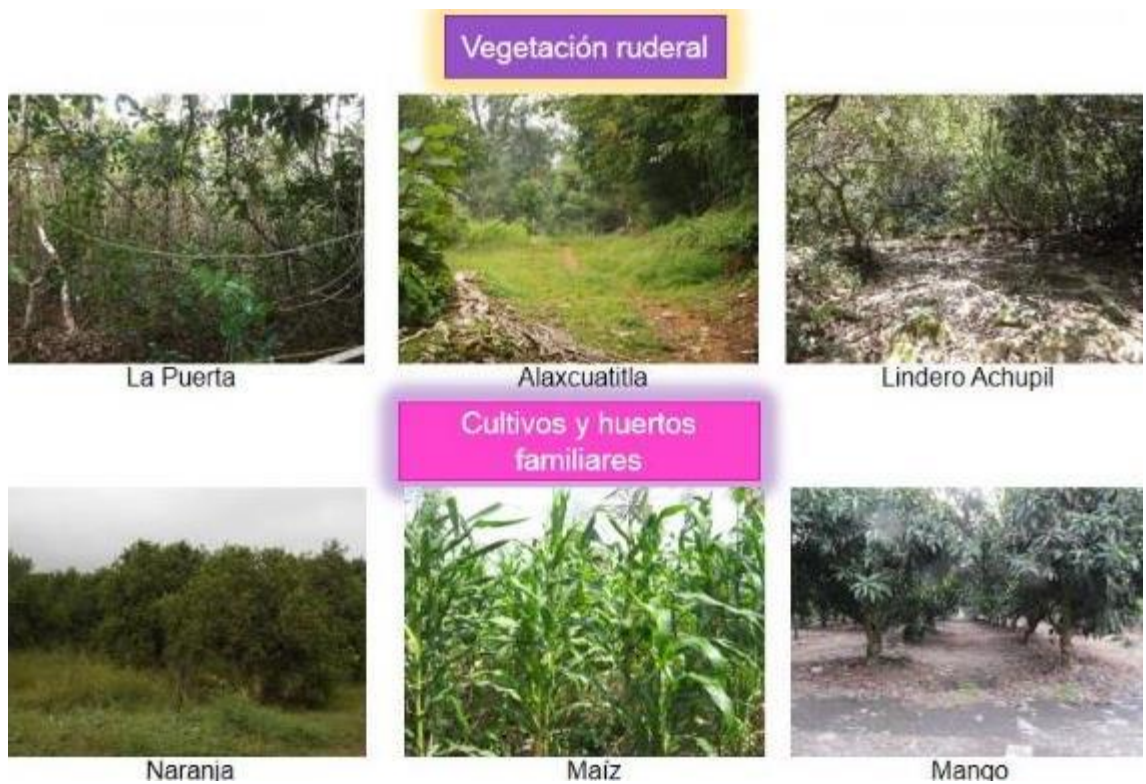 Vegetación ruderal
La Puerta
Alaxcuatitla
Lindero Achupil
Cultivos y huertos
familiares
Naranja
Maíz
Mango